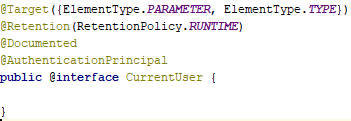 @Target({ElementType.PARAMETER, ElementType.TYPE})
@Retention(RetentionPolicy.RUNTIME)
@Documented
@AuthenticationPrincipal
public @interface CurrentUser {
}